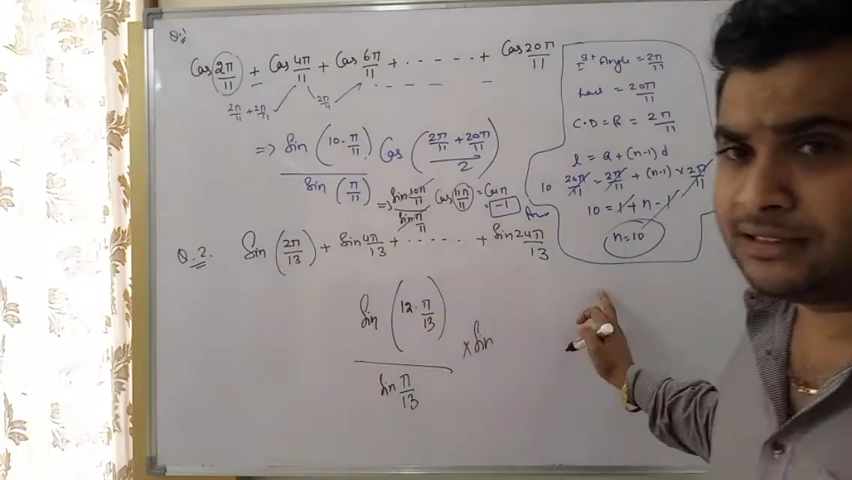 Q.1
Cos 2π/11 + Cos 4π/11 + Cos 6π/11 + ...... + Cos 20π/11
2π/11 + 2π/11 2π/11
=> Sin (10·π/11) / Sin (π/11) Cos ((2π/11 + 20π/11) / 2)
=> Sin 10π/11 / Sin π/11 Cos (11π/11) = Cos π
= -1 Ans
1st Angle = 2π/11
Last = 20π/11
C.D = β = 2π/11
l = a + (n-1) d
10 20π/11 = 2π/11 + (n-1) × 2π/11
10 = 1 + n - 1
n=10
Q.2. Sin (2π/13) + Sin 4π/13 + ...... + Sin 24π/13
Sin (12·π/13) / Sin π/13 × Sin